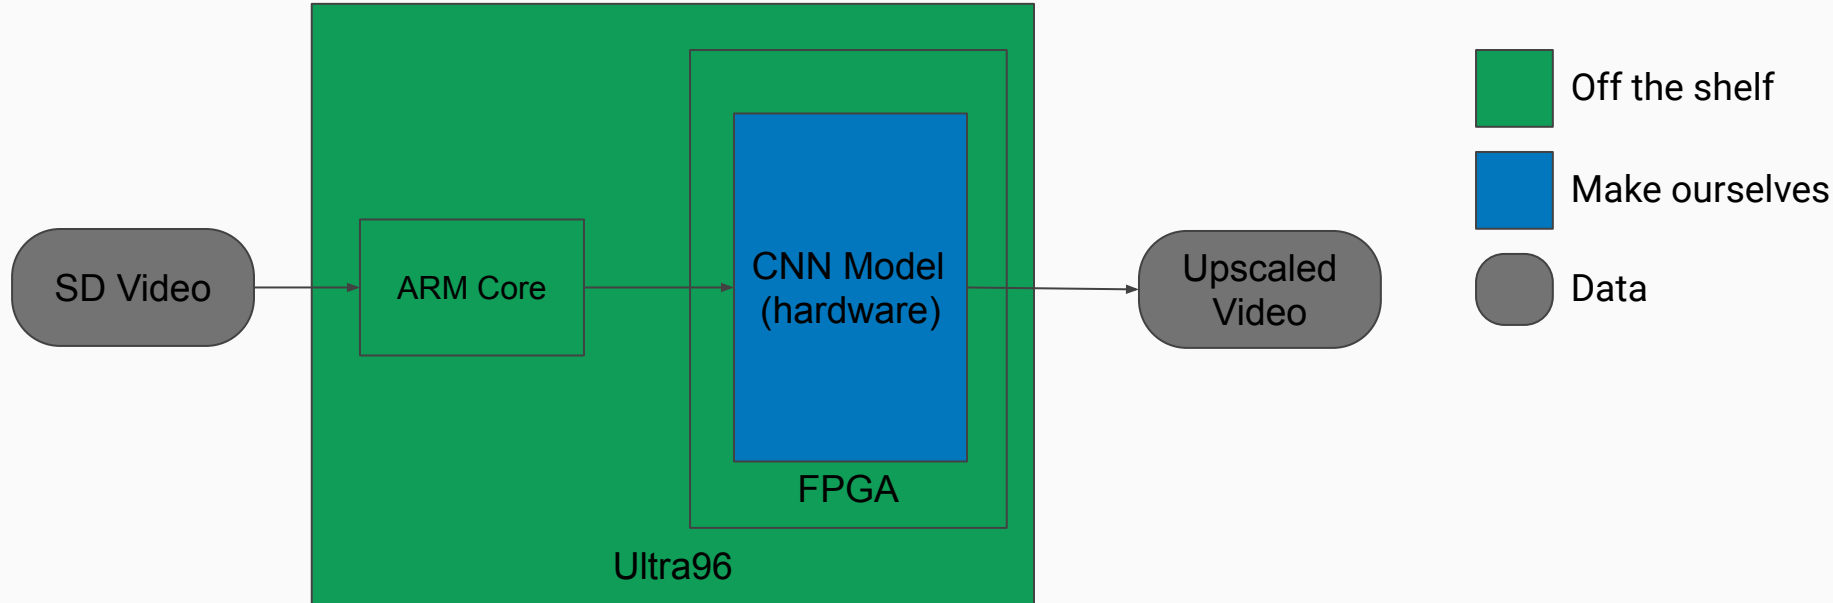 SD Video
ARM Core
CNN Model
(hardware)
FPGA
Ultra96
Upscaled
Video
Off the shelf
Make ourselves
Data